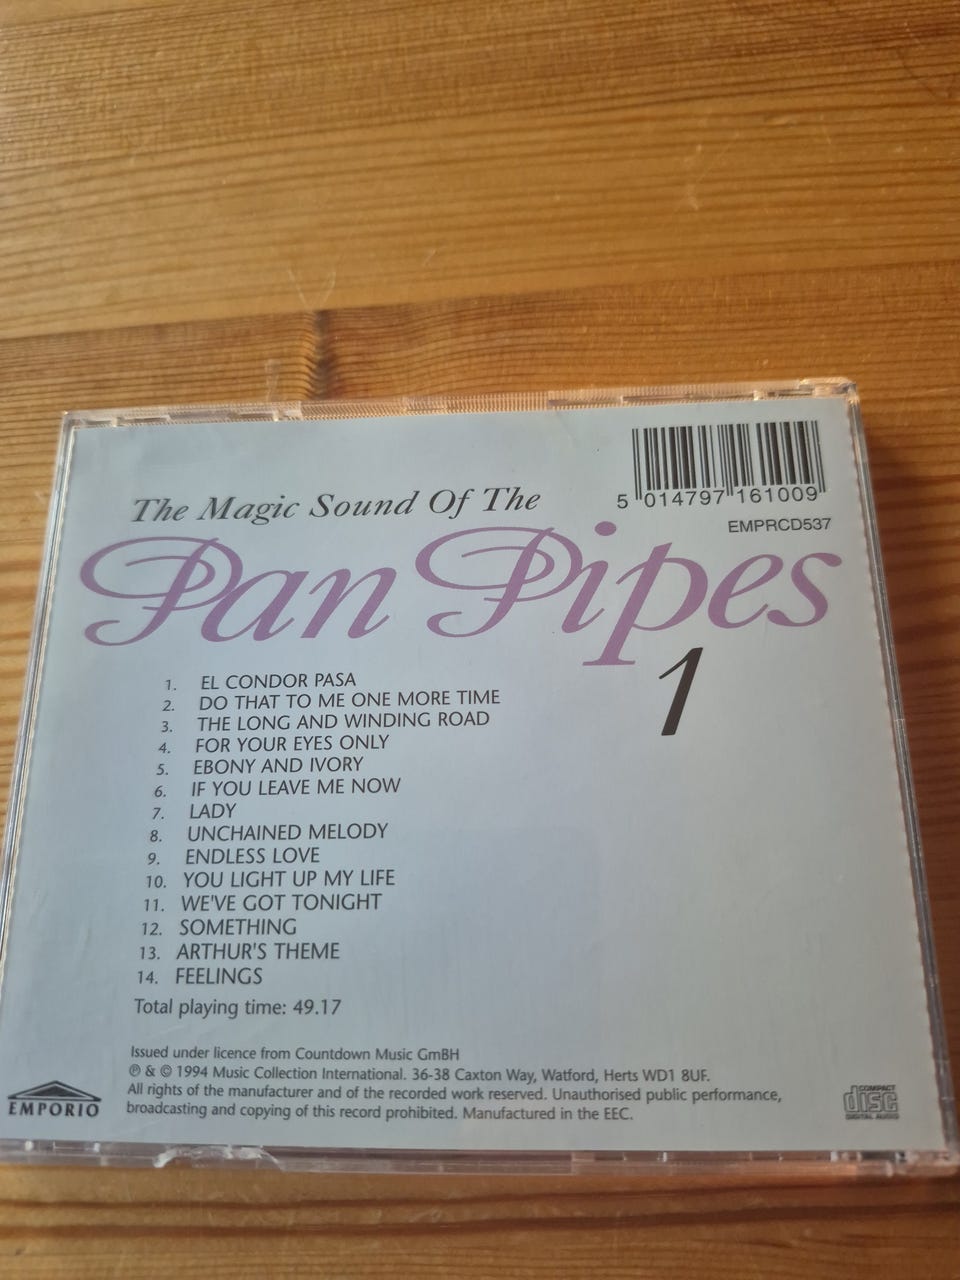 5 014797 161009
EMPRCD537
The Magic Sound Of The
Pan Pipes
1
1. EL CONDOR PASA
2. DO THAT TO ME ONE MORE TIME
3. THE LONG AND WINDING ROAD
4. FOR YOUR EYES ONLY
5. EBONY AND IVORY
6. IF YOU LEAVE ME NOW
7. LADY
8. UNCHAINED MELODY
9. ENDLESS LOVE
10. YOU LIGHT UP MY LIFE
11. WE'VE GOT TONIGHT
12. SOMETHING
13. ARTHUR'S THEME
14. FEELINGS
Total playing time: 49.17
Issued under licence from Countdown Music GmBH
℗ & © 1994 Music Collection International. 36-38 Caxton Way, Watford, Herts WD1 8UF.
All rights of the manufacturer and of the recorded work reserved. Unauthorised public performance,
broadcasting and copying of this record prohibited. Manufactured in the EEC.
EMPORIO
COMPACT
disc
DIGITAL AUDIO